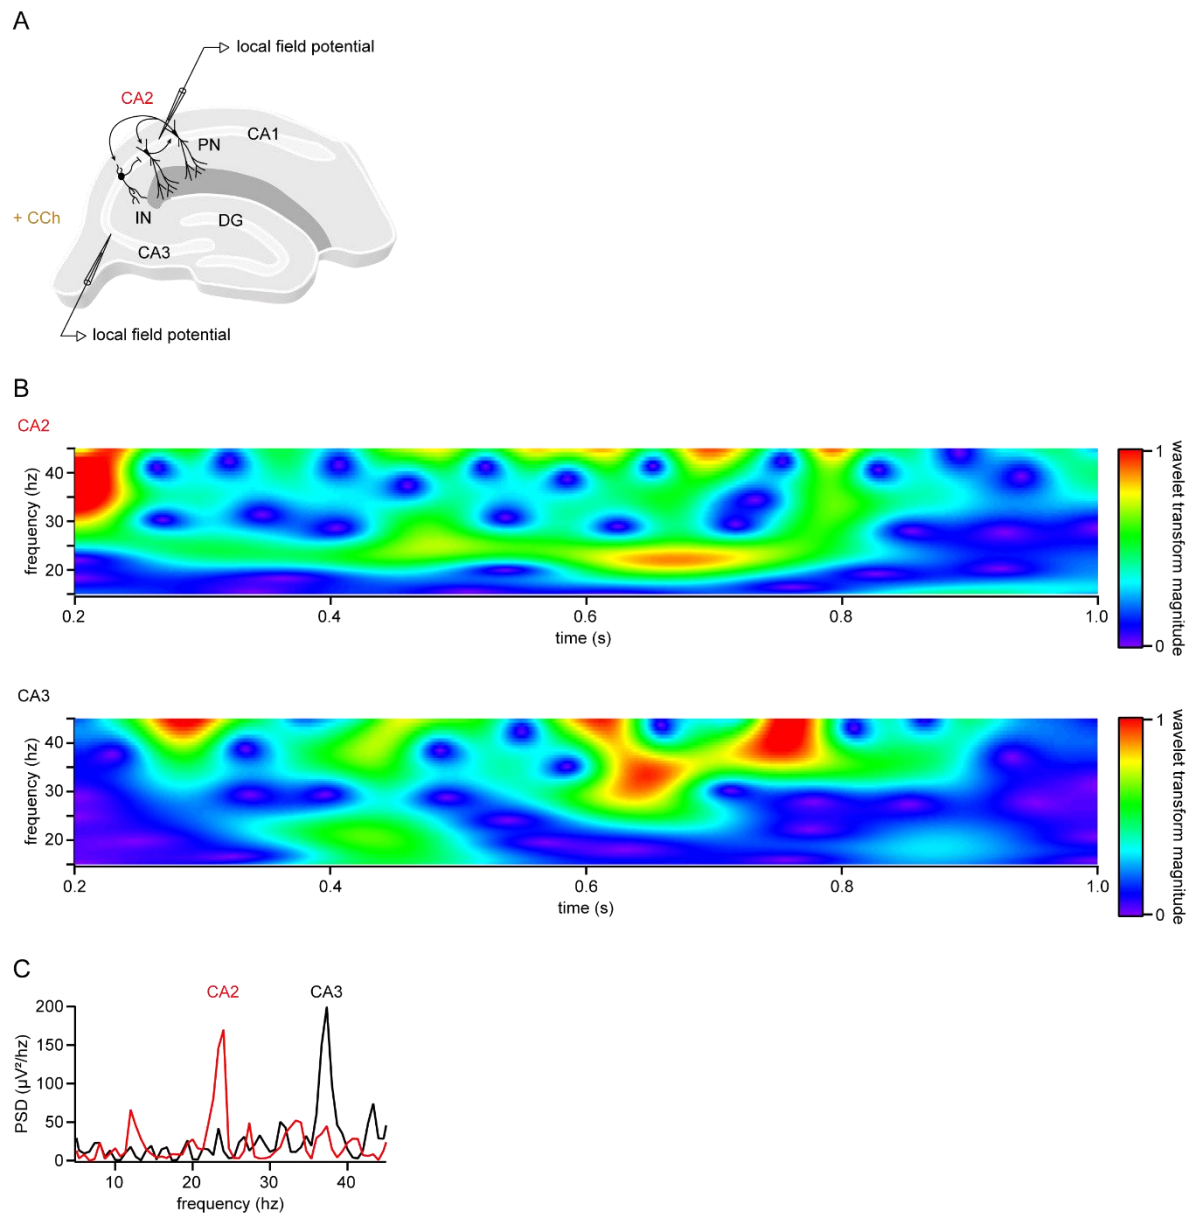 A
local field potential
CA2
CA1
PN
+ CCh
IN
DG
CA3
local field potential
B
CA2
frequency (hz)
40
30
20
0.2
0.4
0.6
0.8
1.0
time (s)
1
0
wavelet transform magnitude
CA3
frequency (hz)
40
30
20
0.2
0.4
0.6
0.8
1.0
time (s)
1
0
wavelet transform magnitude
C
CA2
CA3
PSD (µV²/hz)
200
150
100
50
0
10
20
30
40
frequency (hz)